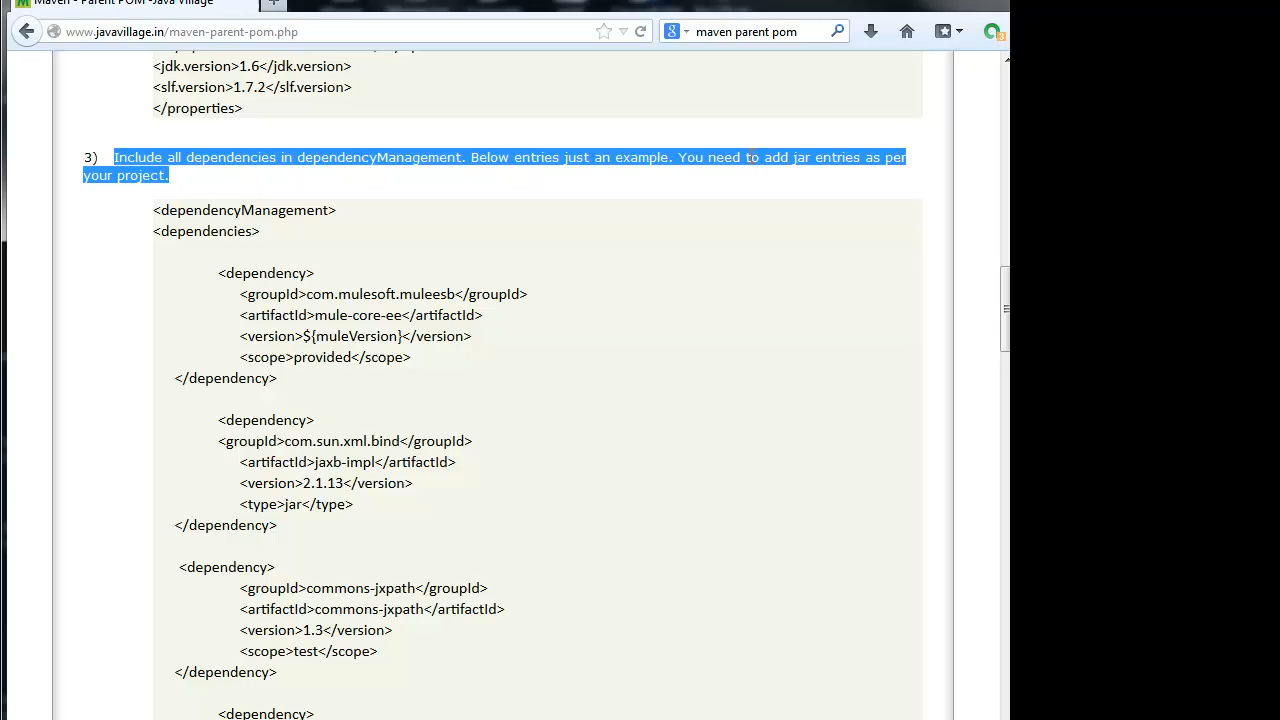 Maven - Parent POM -Java Village
www.javavillage.in/maven-parentpom.php
maven parent pom
3
<jdk.version>1.6</jdk.version>
<slf.version>1.7.2</slf.version>
</properties>
3) Include all dependencies in dependencyManagement. Below entries just an example. You need to add jar entries as per
your project.
<dependencyManagement>
<dependencies>
<dependency>
<groupId>com.mulesoft.muleesb</groupId>
<artifactId>mule-core-ee</artifactId>
<version>${muleVersion}</version>
<scope>provided</scope>
</dependency>
<dependency>
<groupId>com.sun.xml.bind</groupId>
<artifactId>jaxb-impl</artifactId>
<version>2.1.13</version>
<type>jar</type>
</dependency>
<dependency>
<groupId>commons-jxpath</groupId>
<artifactId>commons-jxpath</artifactId>
<version>1.3</version>
<scope>test</scope>
</dependency>
<dependency>